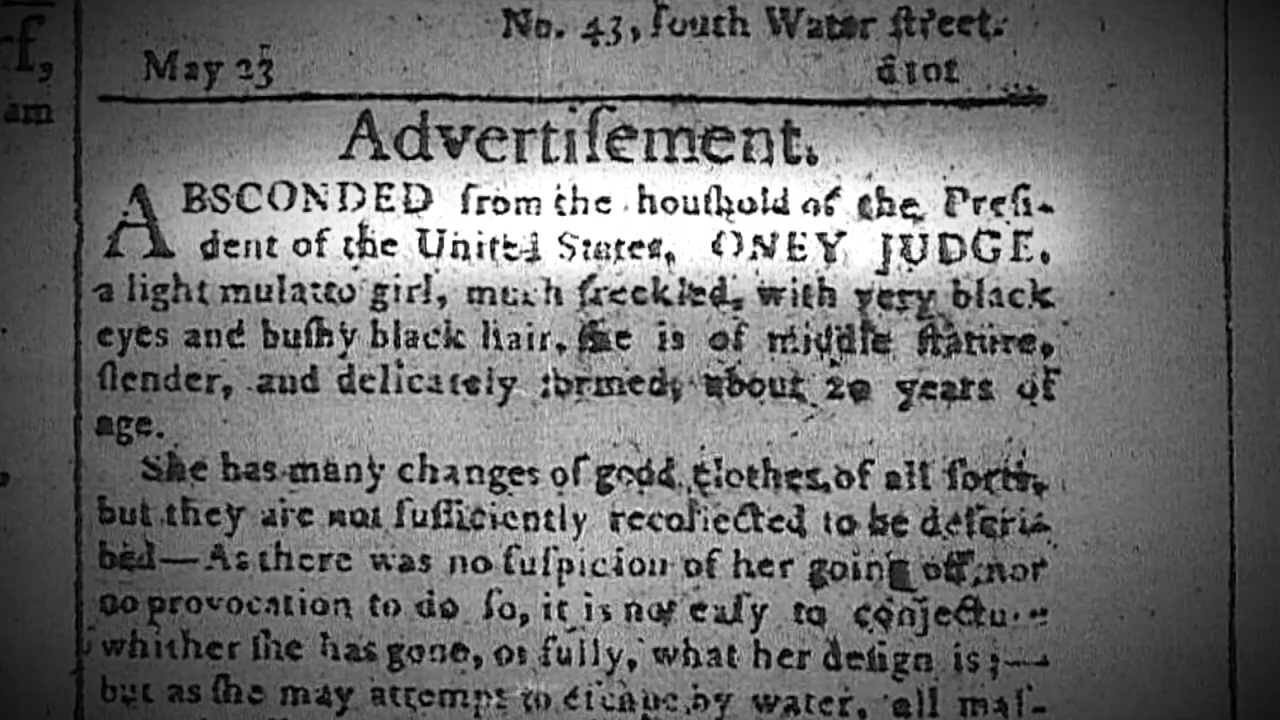 No. 43, ſouth Water ſtreet.
rſ,
May 23
dtot
am
Advertiſement.
ABSCONDED from the houſhold of the Preſi-
dent of the United States, ONEY JUDGE,
a light mulatto girl, much freckled, with very black
eyes and buſhy black hair, ſhe is of middle ſtature,
ſlender, and delicately formed, about 20 years of
age.
She has many changes of good clothes, of all ſorts,
but they are not ſufficiently recollected to be deſcri-
bed—As there was no ſuſpicion of her going off, nor
no provocation to do ſo, it is not eaſy to conjecture
whither ſhe has gone, or fully, what her deſign is;—
but as ſhe may attempt to eſcape by water, all maſ-